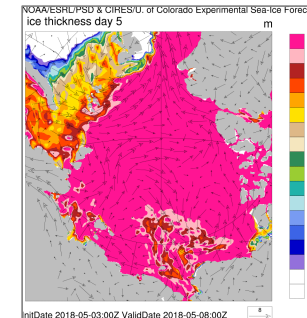 NOAA/ESRL/PSD & CIRES/U. of Colorado Experimental Sea-Ice Forec
ice thickness day 5
m
8
InitDate 2018-05-03:00Z ValidDate 2018-05-08:00Z